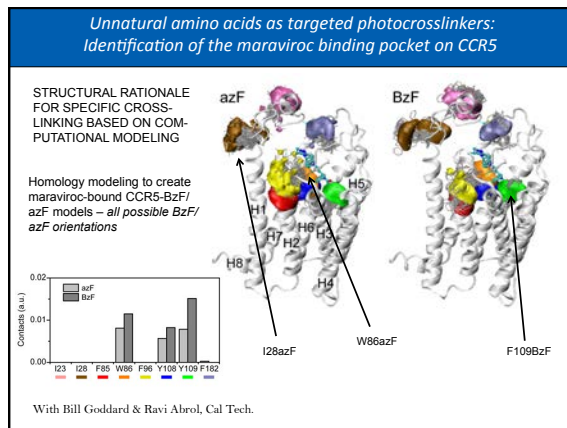 Unnatural amino acids as targeted photocrosslinkers:
Identification of the maraviroc binding pocket on CCR5
STRUCTURAL RATIONALE
FOR SPECIFIC CROSS-
LINKING BASED ON COM-
PUTATIONAL MODELING
Homology modeling to create
maraviroc-bound CCR5-BzF/
azF models – all possible BzF/
azF orientations
azF
BzF
H1
H7
H2
H6
H3
H5
H8
H4
I28azF
W86azF
F109BzF
Contacts (a.u.)
0.02
0.01
0.00
azF
BzF
I23 I28 F85 W86 F96 Y108 Y109 F182
With Bill Goddard & Ravi Abrol, Cal Tech.